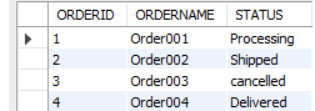 ORDERID ORDERNAME STATUS
1 Order001 Processing
2 Order002 Shipped
3 Order003 cancelled
4 Order004 Delivered